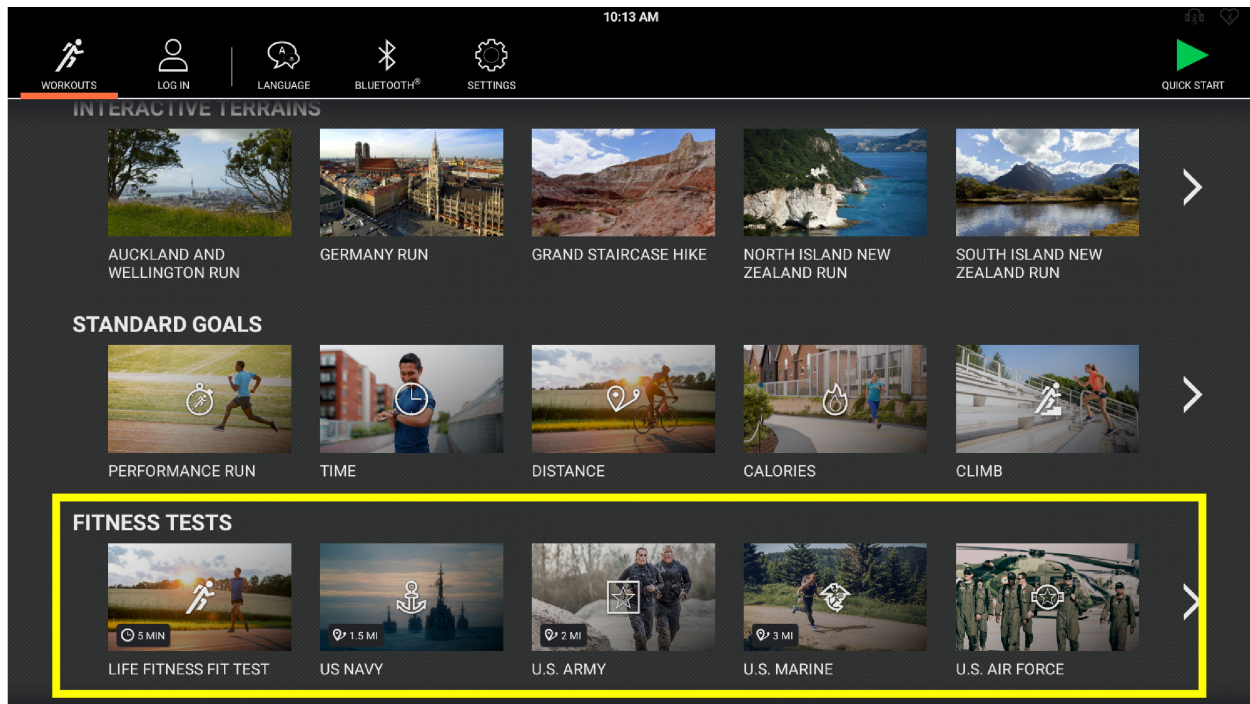 10:13 AM
WORKOUTS
LOG IN
LANGUAGE
BLUETOOTH®
SETTINGS
QUICK START
INTERACTIVE TERRAINS
AUCKLAND AND
WELLINGTON RUN
GERMANY RUN
GRAND STAIRCASE HIKE
NORTH ISLAND NEW
ZEALAND RUN
SOUTH ISLAND NEW
ZEALAND RUN
STANDARD GOALS
PERFORMANCE RUN
TIME
DISTANCE
CALORIES
CLIMB
FITNESS TESTS
5 MIN
1.5 MI
2 MI
3 MI
LIFE FITNESS FIT TEST
US NAVY
U.S. ARMY
U.S. MARINE
U.S. AIR FORCE